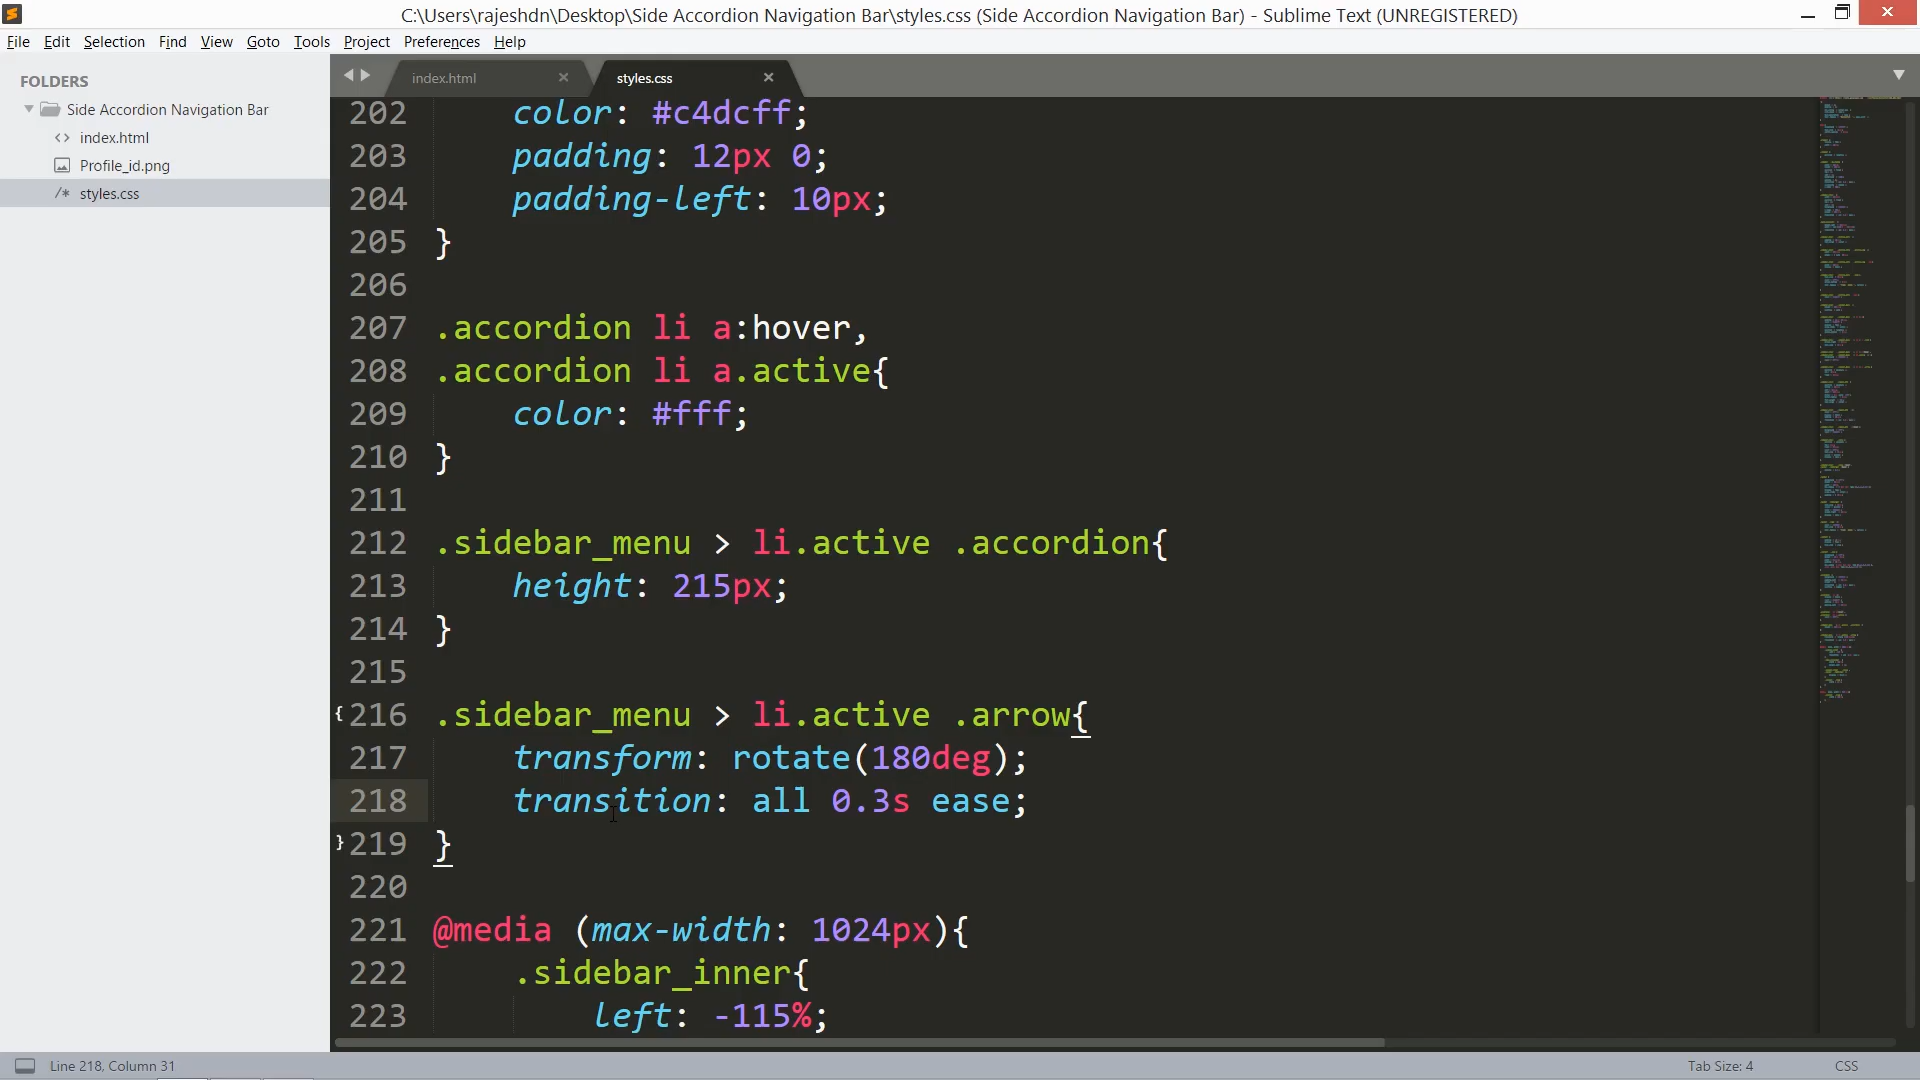 C:\Users\rajeshdn\Desktop\Side Accordion Navigation Bar\styles.css (Side Accordion Navigation Bar) - Sublime Text (UNREGISTERED)
File Edit Selection Find View Goto Tools Project Preferences Help
FOLDERS
Side Accordion Navigation Bar
<> index.html
Profile_id.png
/* styles.css
index.html × styles.css ×
202 color: #c4dcff;
203 padding: 12px 0;
204 padding-left: 10px;
205 }
206
207 .accordion li a:hover,
208 .accordion li a.active{
209 color: #fff;
210 }
211
212 .sidebar_menu > li.active .accordion{
213 height: 215px;
214 }
215
{ 216 .sidebar_menu > li.active .arrow{
217 transform: rotate(180deg);
218 transition: all 0.3s ease;
} 219 }
220
221 @media (max-width: 1024px){
222 .sidebar_inner{
223 left: -115%;
Line 218, Column 31
Tab Size: 4
CSS